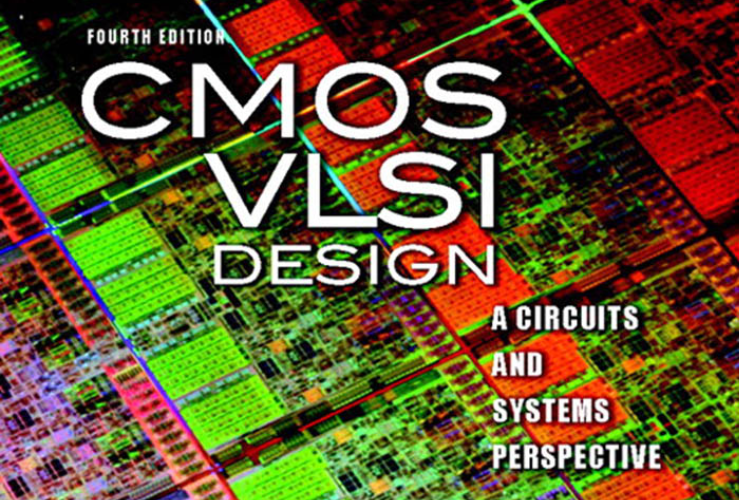 FOURTH EDITION
CMOS
VLSI
DESIGN
A CIRCUITS
AND
SYSTEMS
PERSPECTIVE